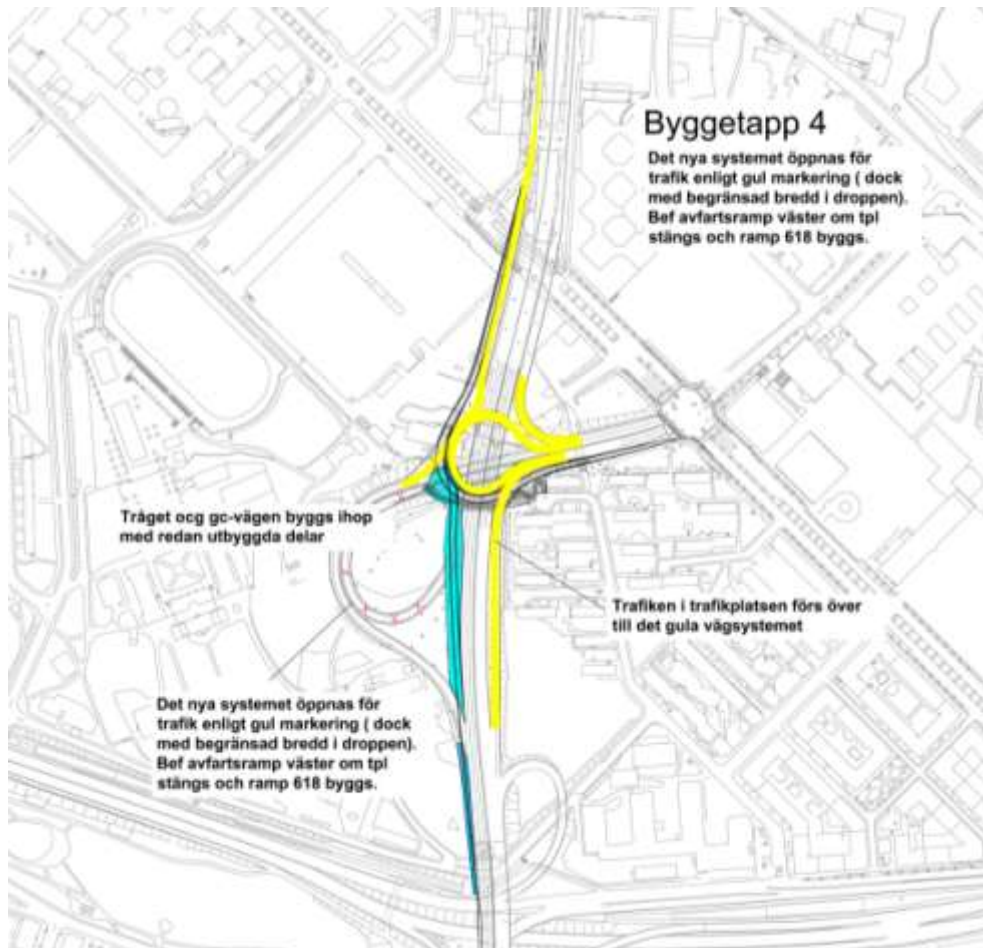 Byggetapp 4
Det nya systemet öppnas för
trafik enligt gul markering ( dock
med begränsad bredd i droppen).
Bef avfartsramp väster om tpl
stängs och ramp 618 byggs.
Tråget ocg gc-vägen byggs ihop
med redan utbyggda delar
Trafiken i trafikplatsen förs över
till det gula vägsystemet
Det nya systemet öppnas för
trafik enligt gul markering ( dock
med begränsad bredd i droppen).
Bef avfartsramp väster om tpl
stängs och ramp 618 byggs.